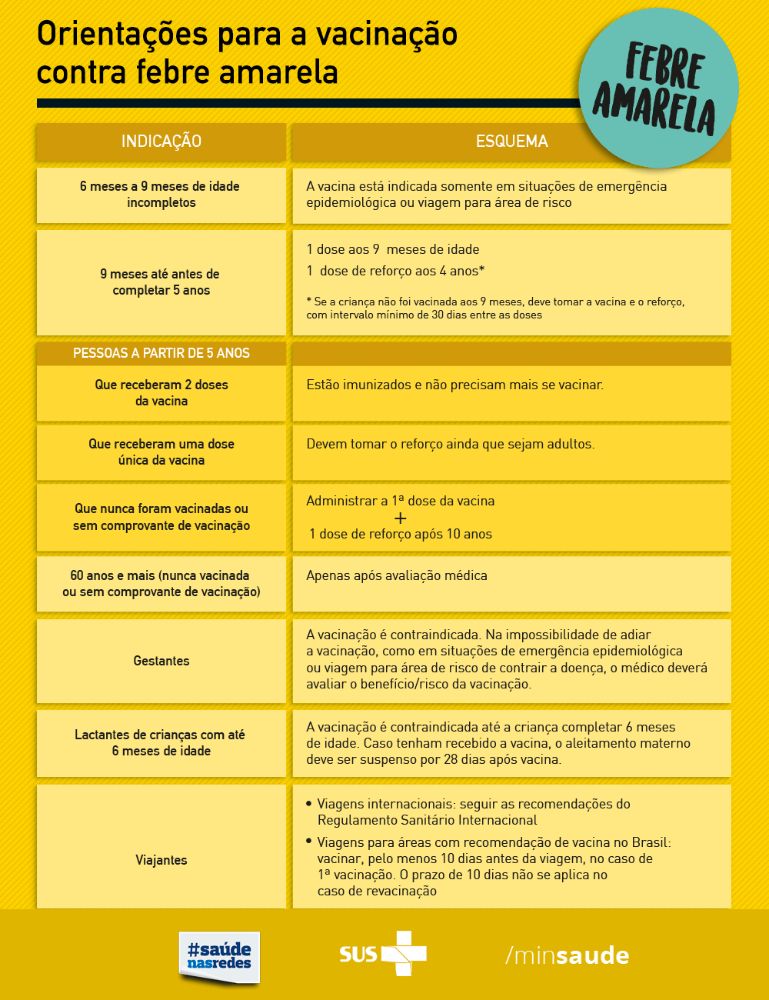 Orientações para a vacinação
contra febre amarela
FEBRE
AMARELA
INDICAÇÃO
ESQUEMA
6 meses a 9 meses de idade
incompletos
A vacina está indicada somente em situações de emergência
epidemiológica ou viagem para área de risco
9 meses até antes de
completar 5 anos
1 dose aos 9 meses de idade
1 dose de reforço aos 4 anos*
* Se a criança não foi vacinada aos 9 meses, deve tomar a vacina e o reforço,
com intervalo mínimo de 30 dias entre as doses
PESSOAS A PARTIR DE 5 ANOS
Que receberam 2 doses
da vacina
Estão imunizados e não precisam mais se vacinar.
Que receberam uma dose
única da vacina
Devem tomar o reforço ainda que sejam adultos.
Que nunca foram vacinadas ou
sem comprovante de vacinação
Administrar a 1ª dose da vacina
+
1 dose de reforço após 10 anos
60 anos e mais (nunca vacinada
ou sem comprovante de vacinação)
Apenas após avaliação médica
Gestantes
A vacinação é contraindicada. Na impossibilidade de adiar
a vacinação, como em situações de emergência epidemiológica
ou viagem para área de risco de contrair a doença, o médico deverá
avaliar o benefício/risco da vacinação.
Lactantes de crianças com até
6 meses de idade
A vacinação é contraindicada até a criança completar 6 meses
de idade. Caso tenham recebido a vacina, o aleitamento materno
deve ser suspenso por 28 dias após vacina.
Viajantes
• Viagens internacionais: seguir as recomendações do
Regulamento Sanitário Internacional
• Viagens para áreas com recomendação de vacina no Brasil:
vacinar, pelo menos 10 dias antes da viagem, no caso de
1ª vacinação. O prazo de 10 dias não se aplica no
caso de revacinação
#saúde
nasredes
SUS
/minsaude